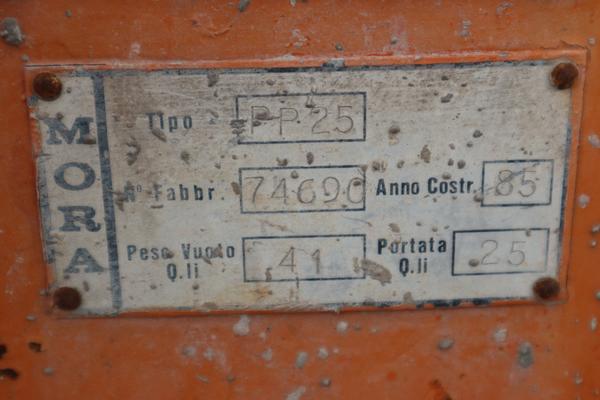 MORA
Tipo PP 25
N° Fabbr. 74690 Anno Costr. 85
Peso Vuoto Q.li 41 Portata Q.li 25